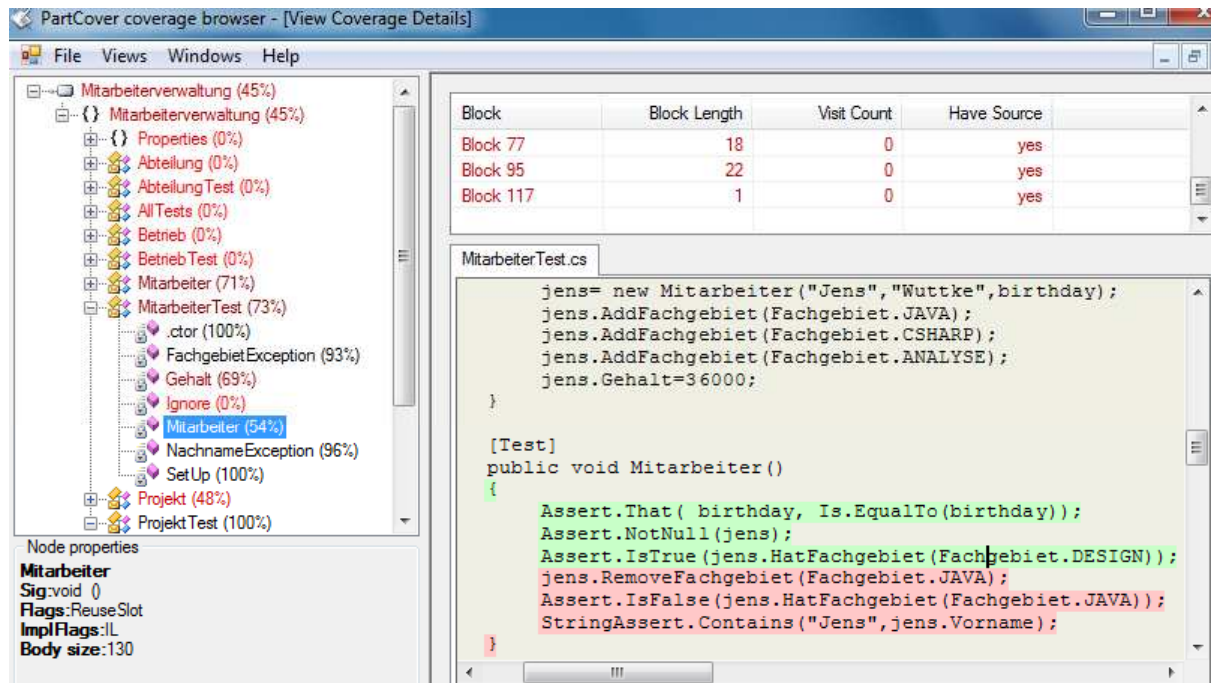 PartCover coverage browser - [View Coverage Details]
File Views Windows Help
Mitarbeiterverwaltung (45%)
{} Mitarbeiterverwaltung (45%)
{} Properties (0%)
Abteilung (0%)
AbteilungTest (0%)
AllTests (0%)
Betrieb (0%)
BetriebTest (0%)
Mitarbeiter (71%)
MitarbeiterTest (73%)
.ctor (100%)
FachgebietException (93%)
Gehalt (69%)
Ignore (0%)
Mitarbeiter (54%)
NachnameException (96%)
SetUp (100%)
Projekt (48%)
ProjektTest (100%)
Node properties
Mitarbeiter
Sig:void ()
Flags:ReuseSlot
ImplFlags:IL
Body size:130
Block Block Length Visit Count Have Source
Block 77 18 0 yes
Block 95 22 0 yes
Block 117 1 0 yes
MitarbeiterTest.cs
jens= new Mitarbeiter("Jens","Wuttke",birthday);
jens.AddFachgebiet(Fachgebiet.JAVA);
jens.AddFachgebiet(Fachgebiet.CSHARP);
jens.AddFachgebiet(Fachgebiet.ANALYSE);
jens.Gehalt=36000;
}
[Test]
public void Mitarbeiter()
{
Assert.That( birthday, Is.EqualTo(birthday));
Assert.NotNull(jens);
Assert.IsTrue(jens.HatFachgebiet(Fachgebiet.DESIGN));
jens.RemoveFachgebiet(Fachgebiet.JAVA);
Assert.IsFalse(jens.HatFachgebiet(Fachgebiet.JAVA));
StringAssert.Contains("Jens",jens.Vorname);
}